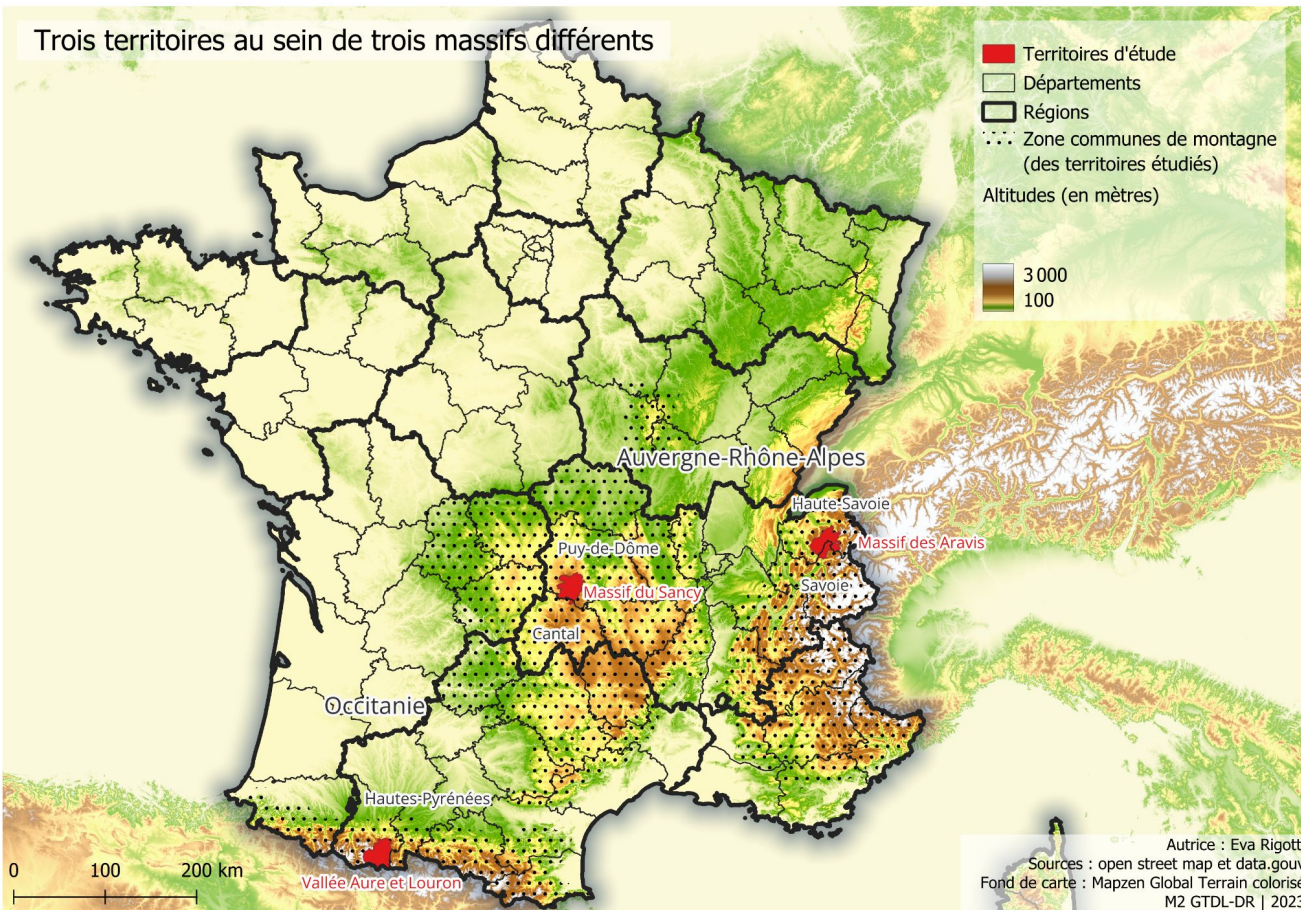 Trois territoires au sein de trois massifs différents
Territoires d'étude
Départements
Régions
Zone communes de montagne
(des territoires étudiés)
Altitudes (en mètres)
3 000
100
Auvergne-Rhône-Alpes
Haute-Savoie
Massif des Aravis
Puy-de-Dôme
Massif du Sancy
Savoie
Cantal
Occitanie
Hautes-Pyrénées
Vallée Aure et Louron
0 100 200 km
Autrice : Eva Rigott
Sources : open street map et data.gouv
Fond de carte : Mapzen Global Terrain colorisé
M2 GTDL-DR | 2023